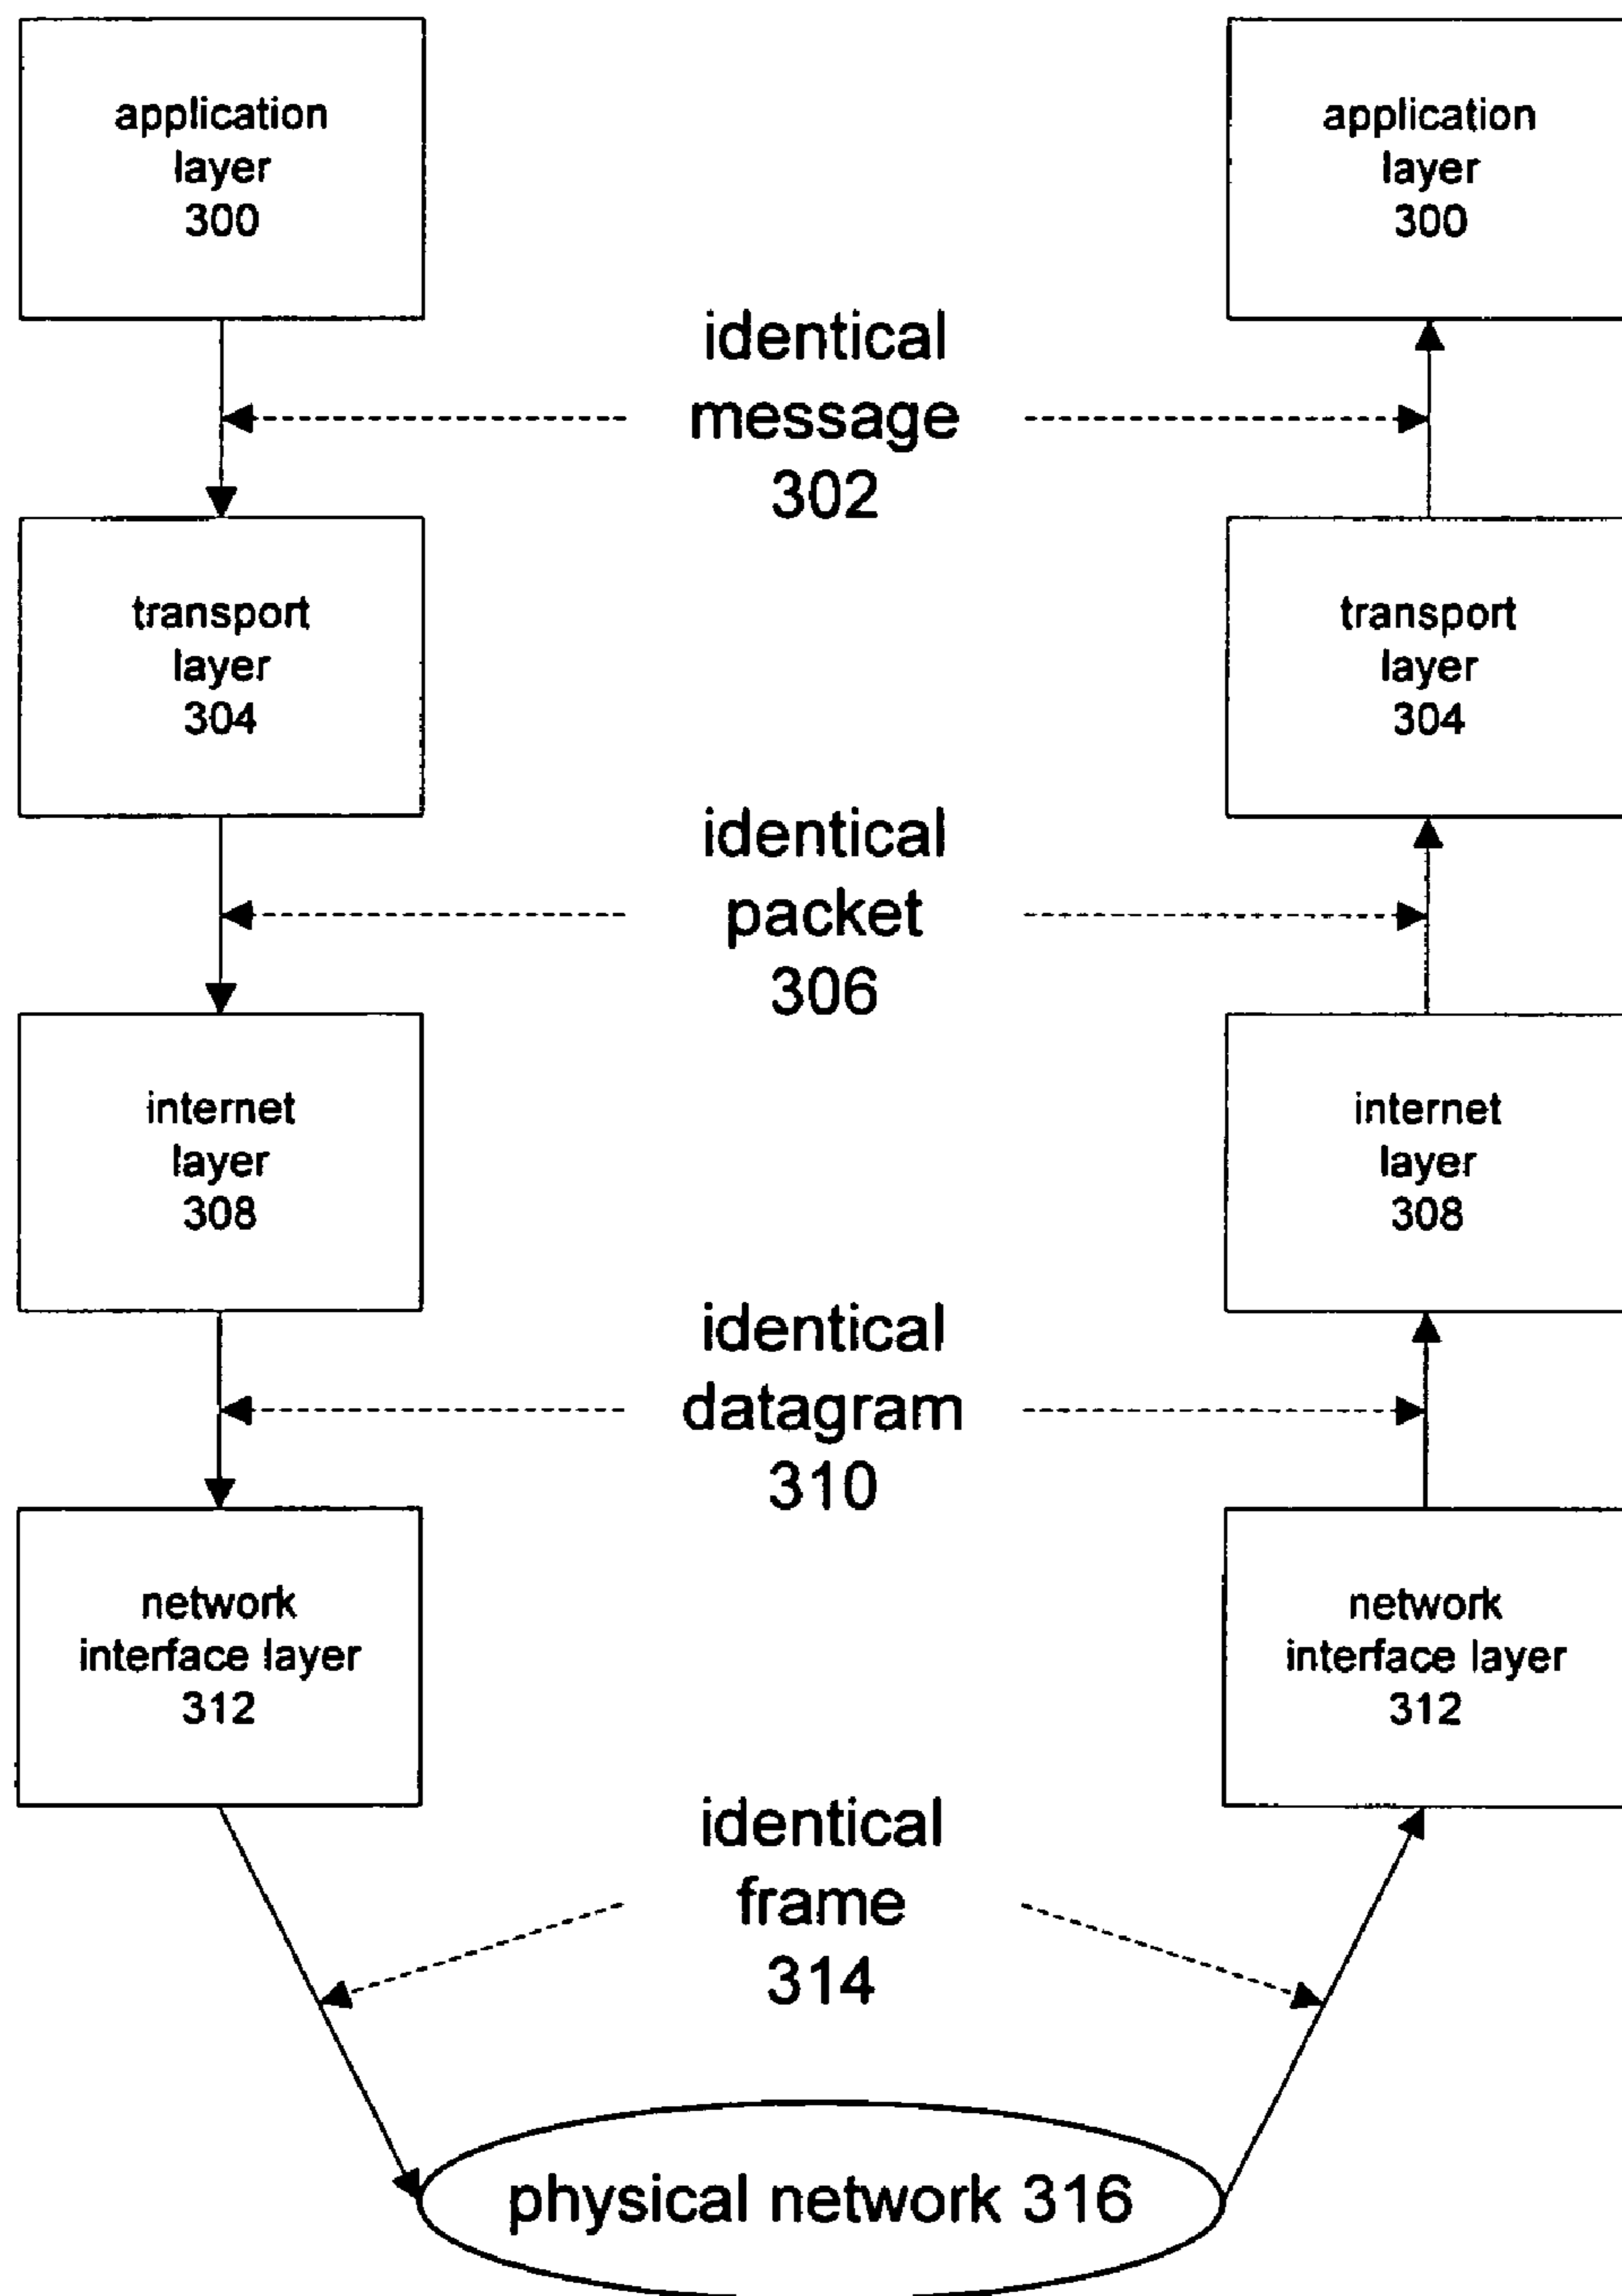 application
layer
300
application
layer
300
identical
message
302
transport
layer
304
transport
layer
304
identical
packet
306
internet
layer
308
internet
layer
308
identical
datagram
310
network
interface layer
312
network
interface layer
312
identical
frame
314
physical network 316